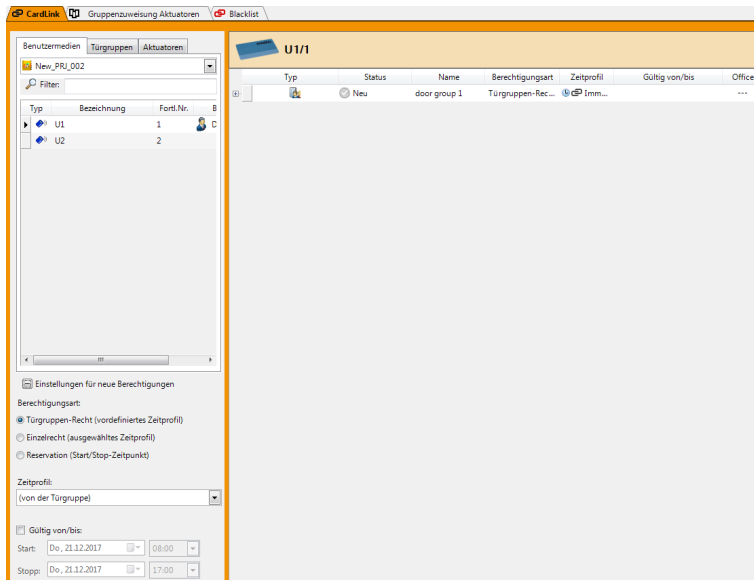 CardLink Gruppenzuweisung Aktuatoren Blacklist
Benutzermedien Türgruppen Aktuatoren
New_PRJ_002
Filter:
Typ Bezeichnung Fortl.Nr. B
U1 1 D
U2 2
Einstellungen für neue Berechtigungen
Berechtigungsart:
Türgruppen-Recht (vordefiniertes Zeitprofil)
Einzelrecht (ausgewähltes Zeitprofil)
Reservation (Start/Stop-Zeitpunkt)
Zeitprofil:
(von der Türgruppe)
Gültig von/bis:
Start: Do, 21.12.2017 08:00
Stopp: Do, 21.12.2017 17:00
U1/1
Typ Status Name Berechtigungsart Zeitprofil Gültig von/bis Office
Neu door group 1 Türgruppen-Rec... Imm... ---